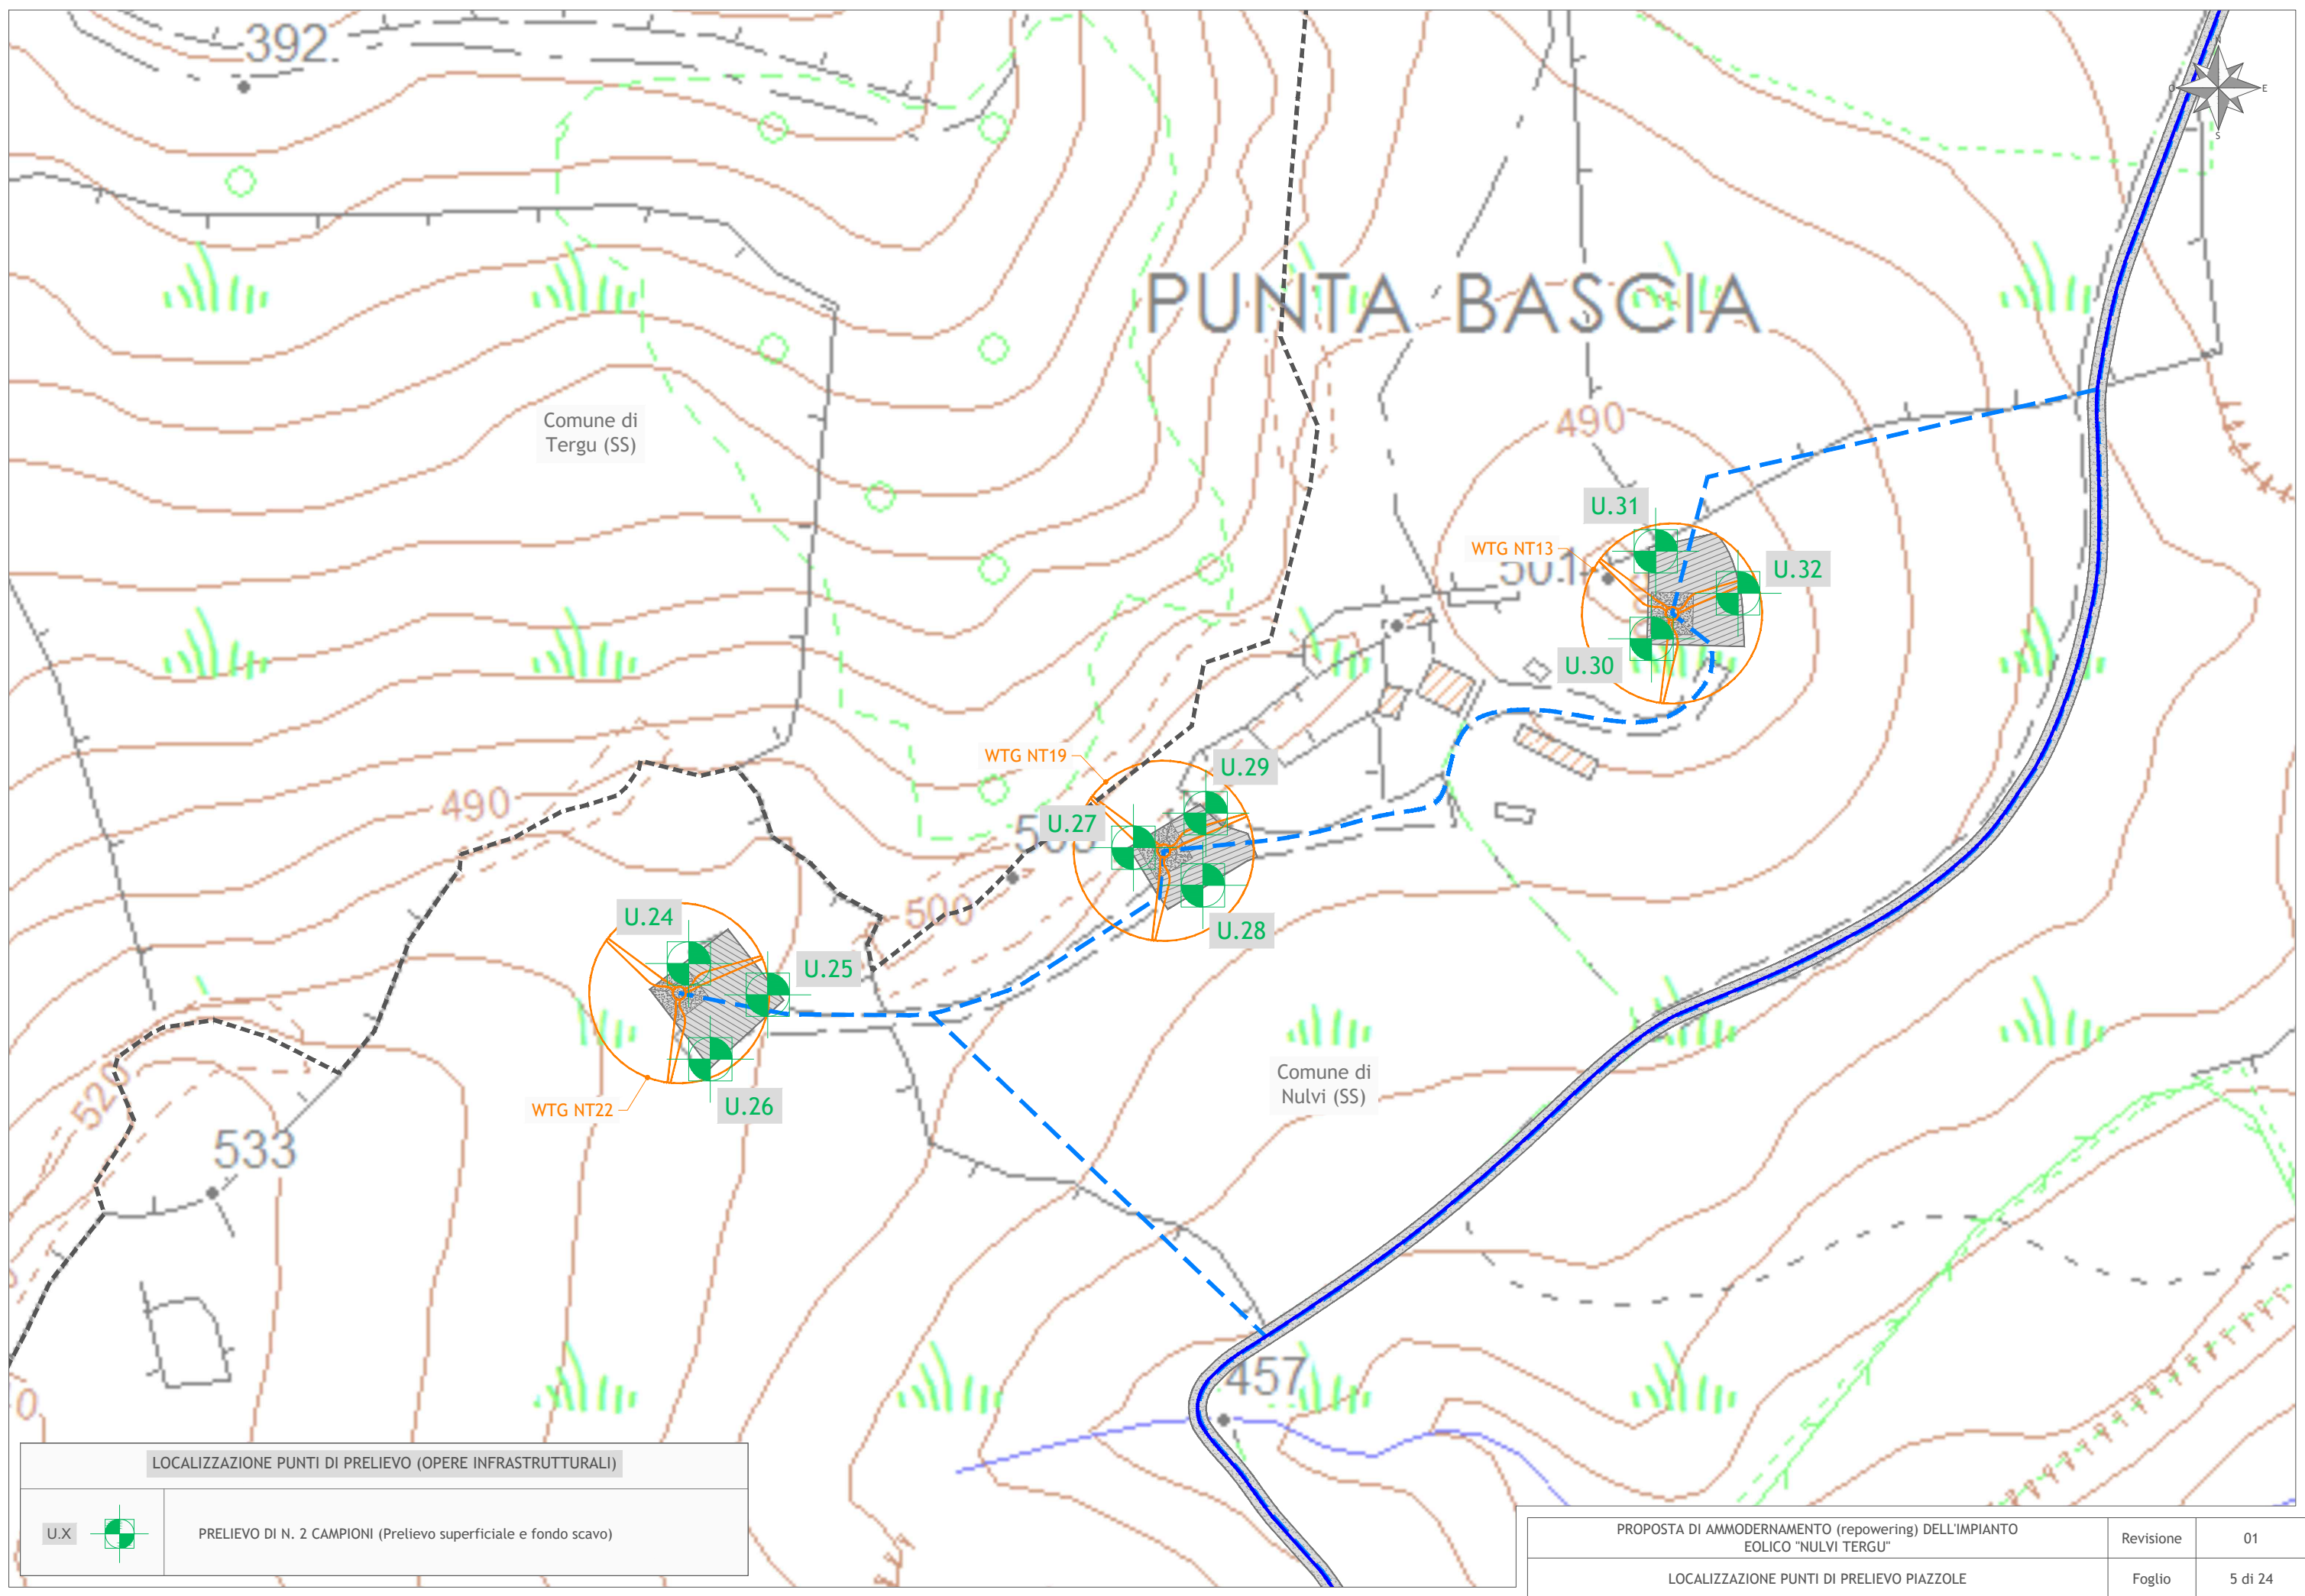 392.
N
O
E
S
PUNTA BASCIA
Comune di
Tergu (SS)
490
U.31
WTG NT13
501
U.32
U.30
WTG NT19
U.29
490
U.27
U.24
500
U.28
U.25
520
Comune di
Nulvi (SS)
WTG NT22
U.26
533
457
LOCALIZZAZIONE PUNTI DI PRELIEVO (OPERE INFRASTRUTTURALI)
U.X
PRELIEVO DI N. 2 CAMPIONI (Prelievo superficiale e fondo scavo)
PROPOSTA DI AMMODERNAMENTO (repowering) DELL'IMPIANTO
EOLICO "NULVI TERGU"
Revisione
01
LOCALIZZAZIONE PUNTI DI PRELIEVO PIAZZOLE
Foglio
5 di 24